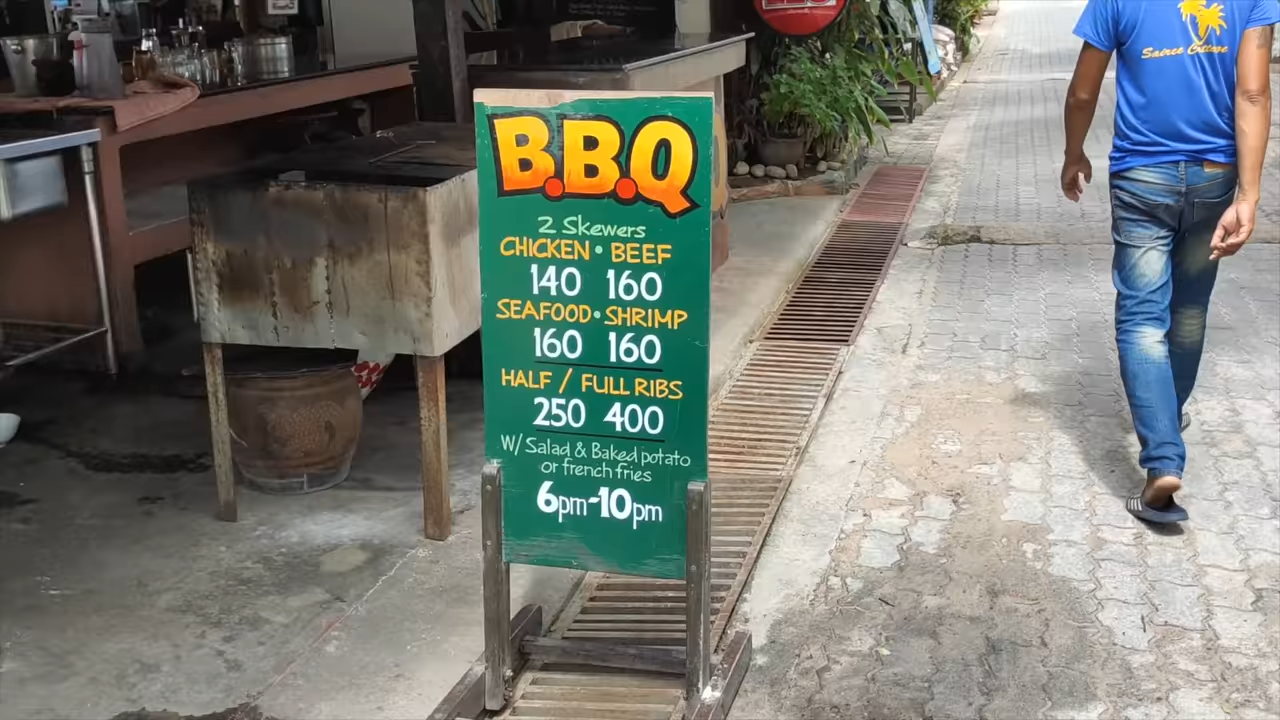 B.B.Q
2 Skewers
CHICKEN • BEEF
140 160
SEAFOOD • SHRIMP
160 160
HALF / FULL RIBS
250 400
W/ Salad & Baked potato
or french fries
6pm-10pm
Sairee Cottage